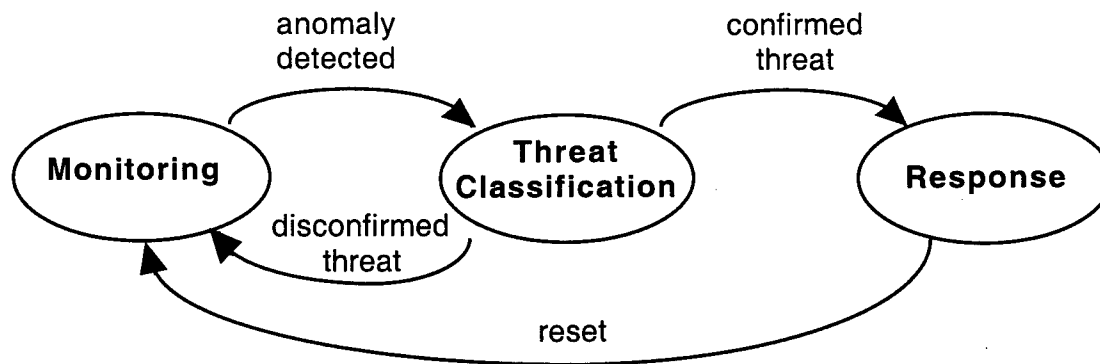 anomaly
detected
confirmed
threat
Monitoring
Threat
Classification
Response
disconfirmed
threat
reset